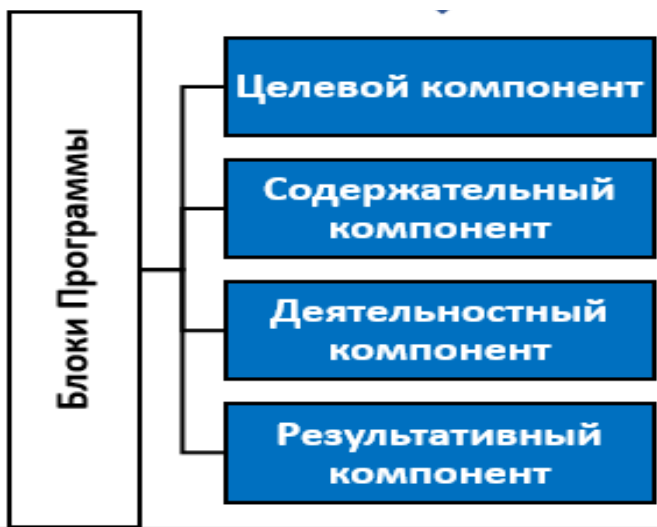 Блоки Программы
Целевой компонент
Содержательный
компонент
Деятельностный
компонент
Результативный
компонент